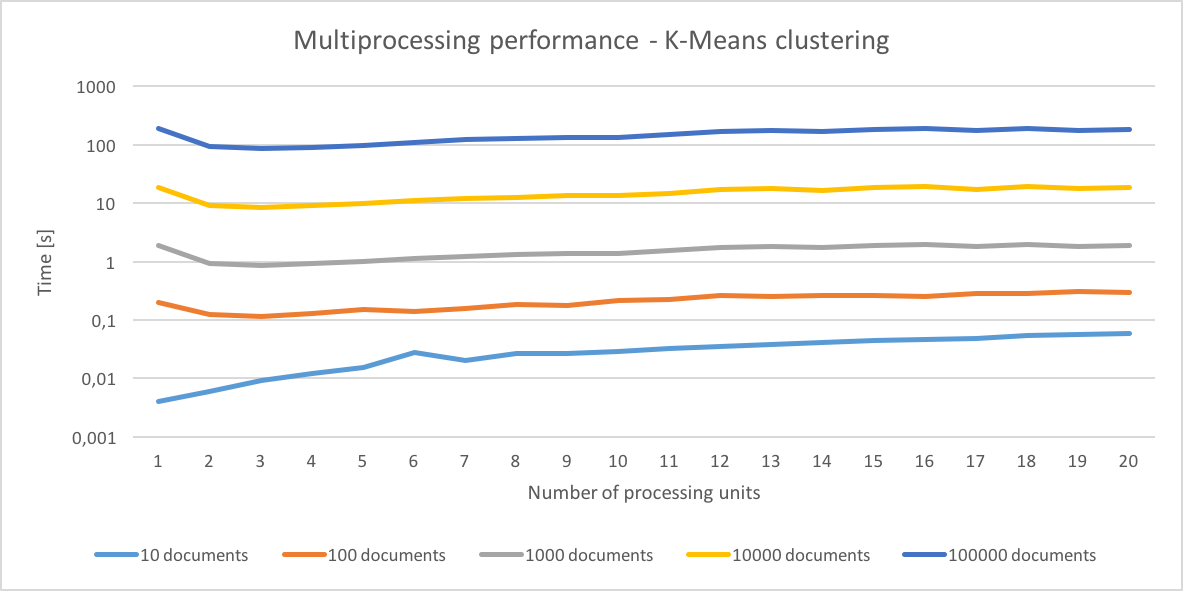 Multiprocessing performance - K-Means clustering
1000
100
10
1
0,1
0,01
0,001
Time [s]
1 2 3 4 5 6 7 8 9 10 11 12 13 14 15 16 17 18 19 20
Number of processing units
10 documents 100 documents 1000 documents 10000 documents 100000 documents